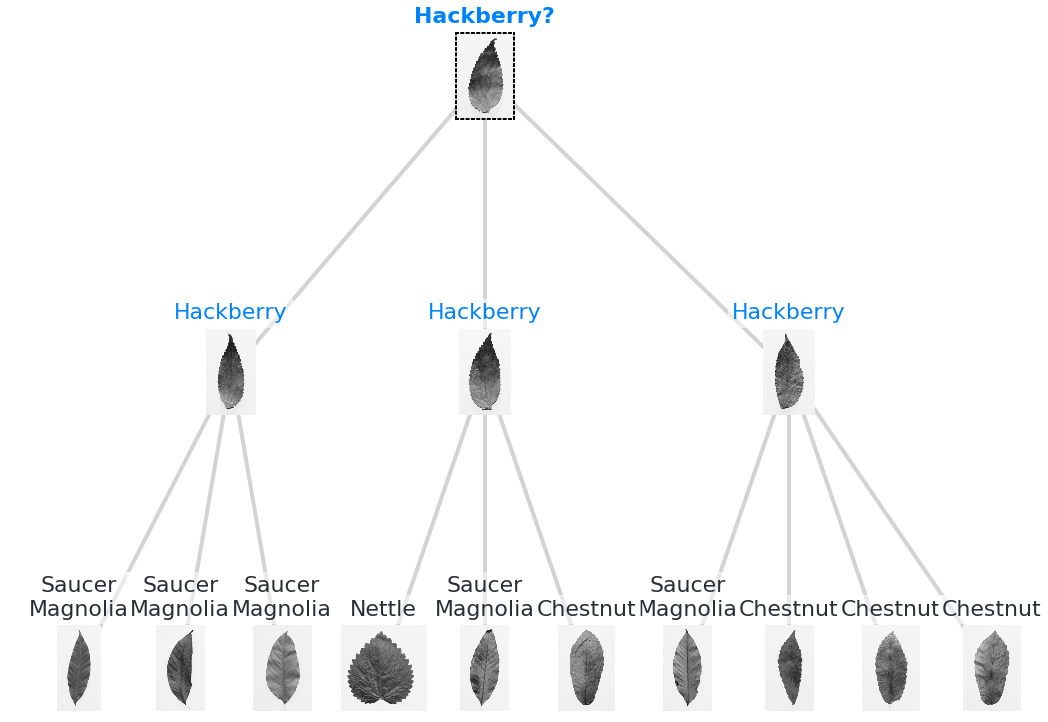 Hackberry?
Hackberry
Hackberry
Hackberry
Saucer
Magnolia
Saucer
Magnolia
Saucer
Magnolia
Nettle
Saucer
Magnolia
Chestnut
Saucer
Magnolia
Chestnut
Chestnut
Chestnut